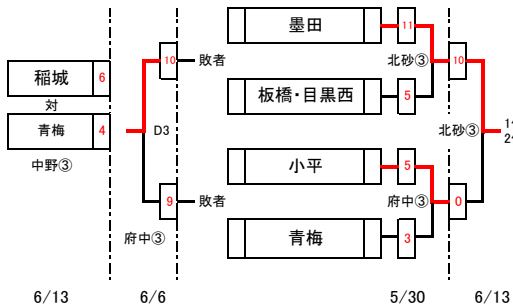 墨田 11
10 敗者 北砂③ 10
稲城 6
板橋・目黒西 5
対
青梅 4 D3 北砂③
中野③ 小平 5
9 敗者 府中③ 0
府中③ 青梅 3
6/13 6/6 5/30 6/13